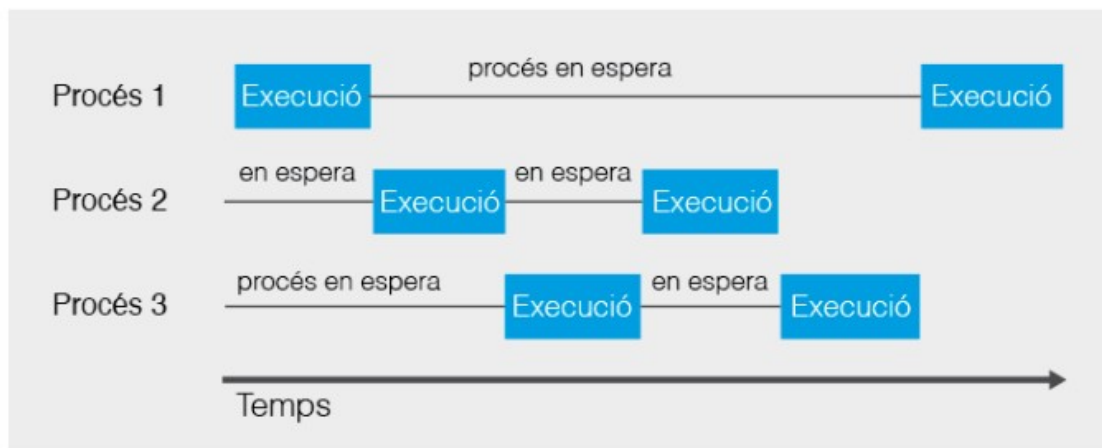 procés en espera
Procés 1 Execució Execució
en espera en espera
Procés 2 Execució Execució
procés en espera en espera
Procés 3 Execució Execució
Temps